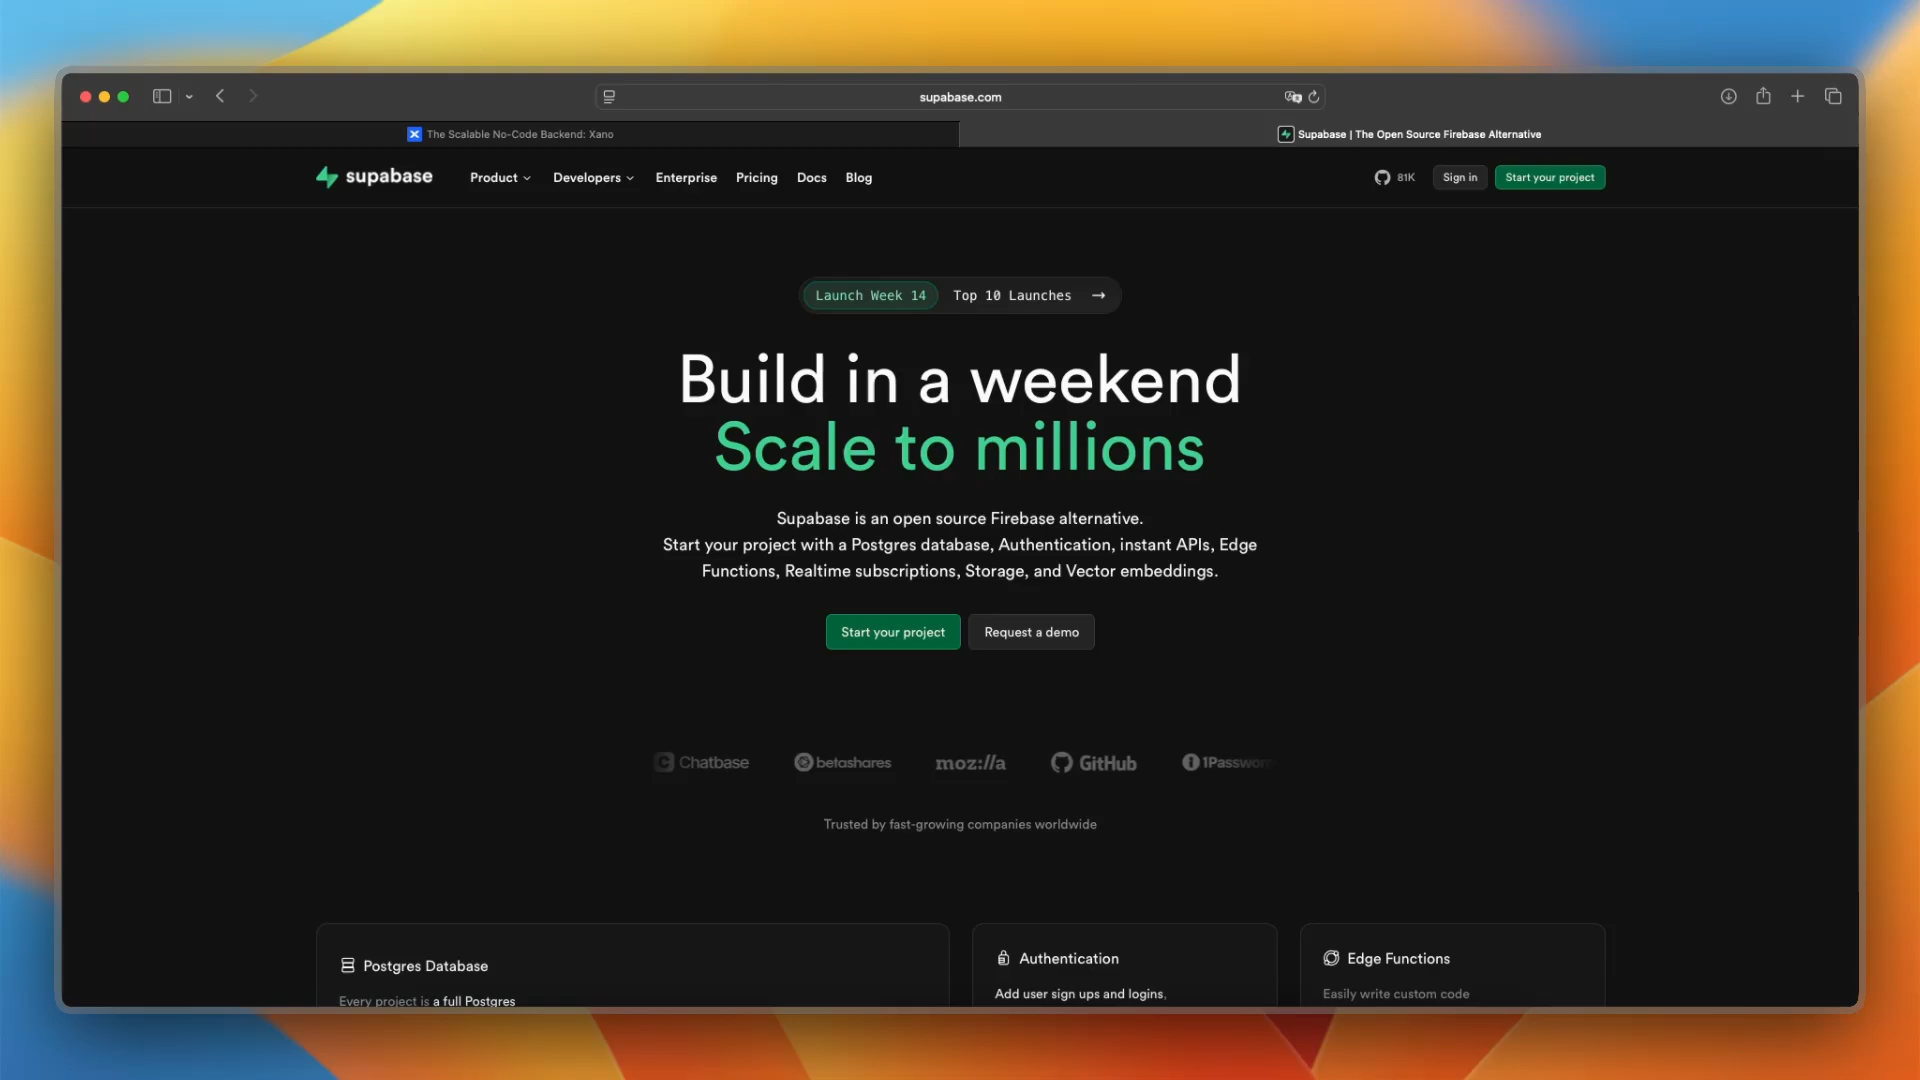 supabase.com
The Scalable No-Code Backend: Xano
Supabase | The Open Source Firebase Alternative
supabase
Product
Developers
Enterprise
Pricing
Docs
Blog
81K
Sign in
Start your project
Launch Week 14 Top 10 Launches →
Build in a weekend
Scale to millions
Supabase is an open source Firebase alternative.
Start your project with a Postgres database, Authentication, instant APIs, Edge
Functions, Realtime subscriptions, Storage, and Vector embeddings.
Start your project
Request a demo
Chatbase
betashares
moz://a
GitHub
1Passwor
Trusted by fast-growing companies worldwide
Postgres Database
Every project is a full Postgres
Authentication
Add user sign ups and logins,
Edge Functions
Easily write custom code